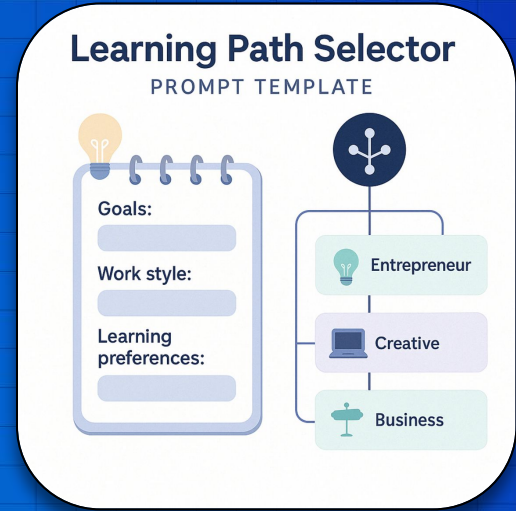 Learning Path Selector
PROMPT TEMPLATE
Goals:
Work style:
Learning
preferences:
Entrepreneur
Creative
Business